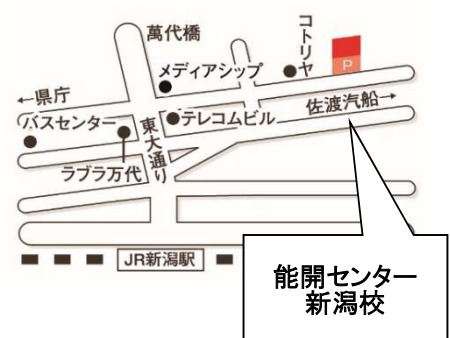 萬代橋
コトリヤ
P
メディアシップ
←県庁
佐渡汽船→
バスセンター
テレコムビル
東大通り
ラブラ万代
JR新潟駅
能開センター
新潟校